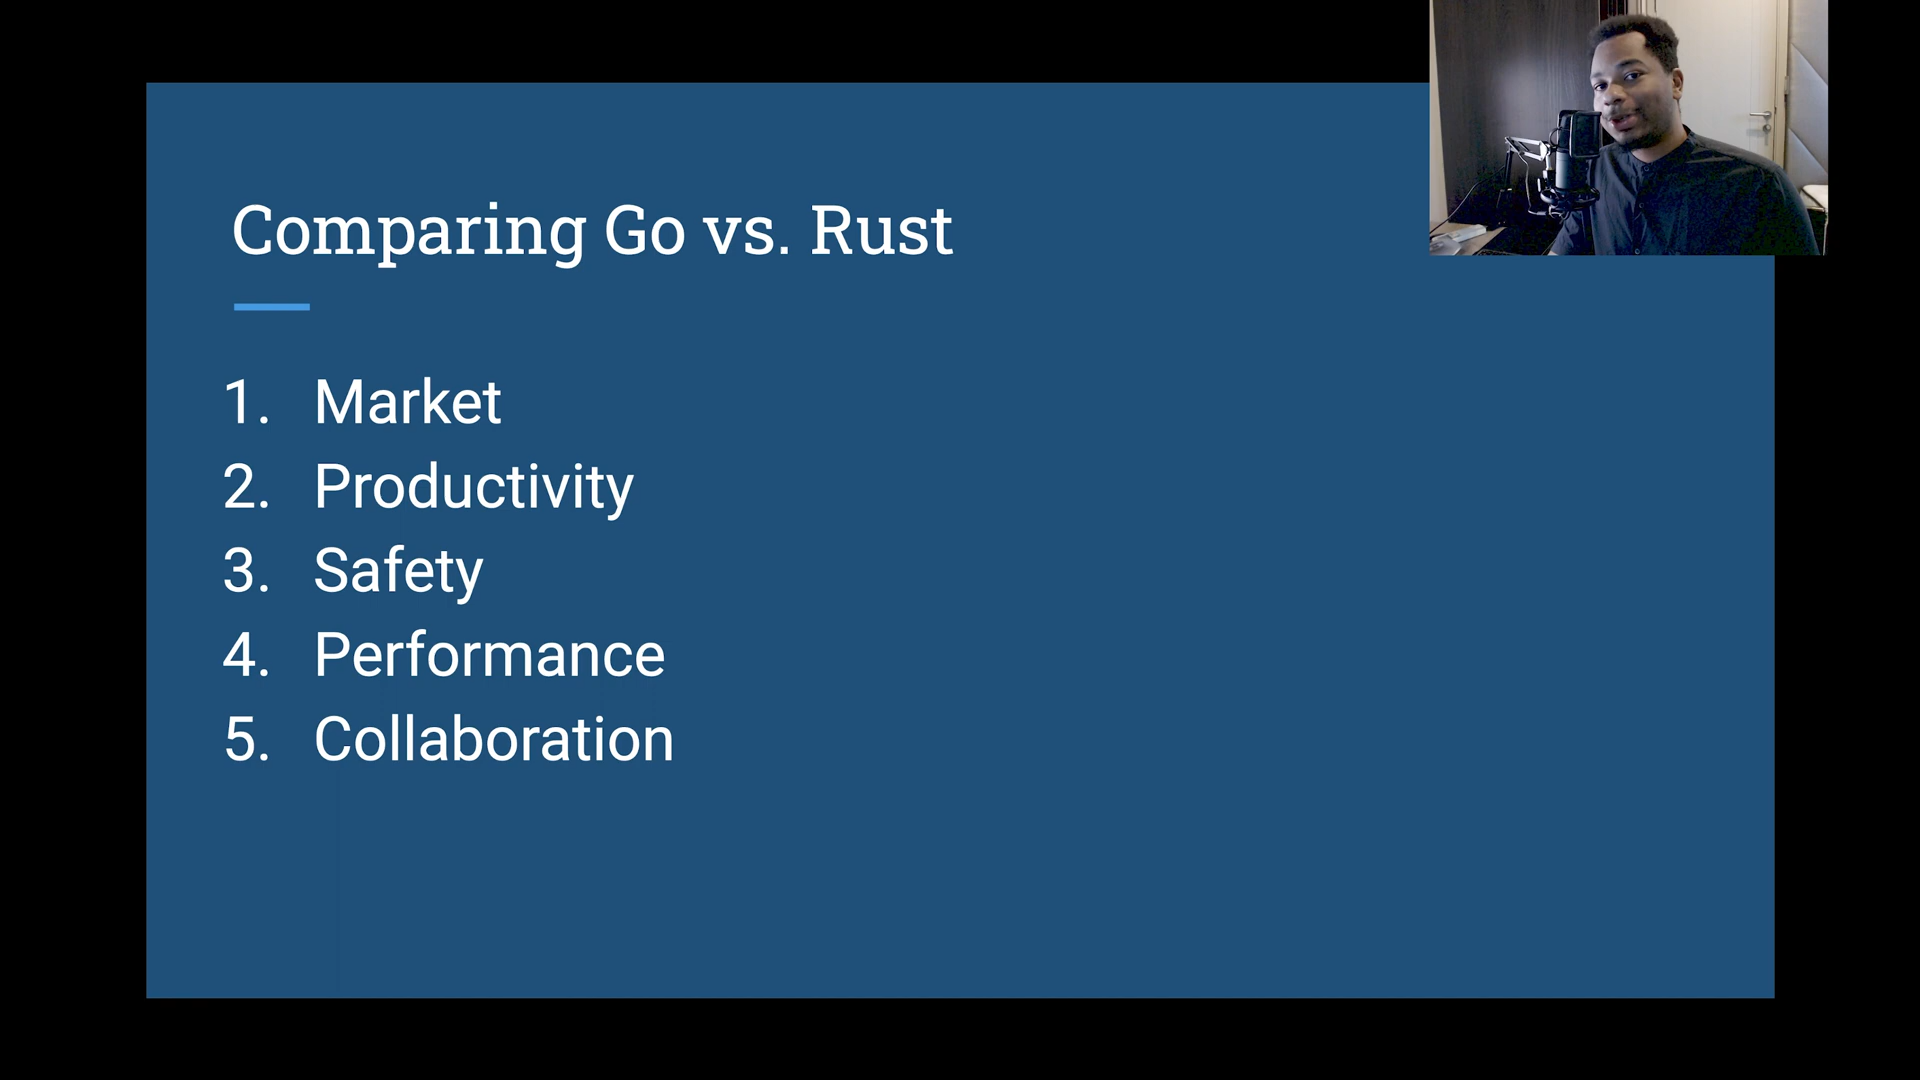 Comparing Go vs. Rust
1. Market
2. Productivity
3. Safety
4. Performance
5. Collaboration